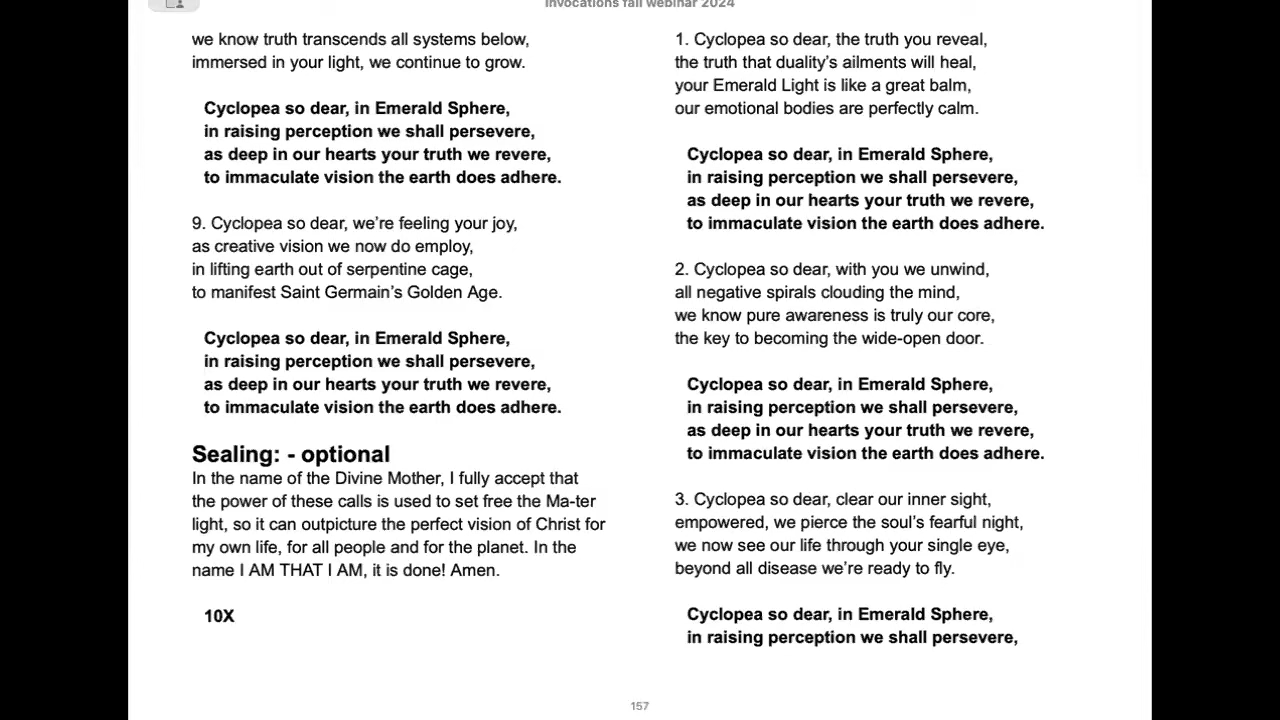 Invocations fall webinar 2024
we know truth transcends all systems below,
immersed in your light, we continue to grow.
Cyclopea so dear, in Emerald Sphere,
in raising perception we shall persevere,
as deep in our hearts your truth we revere,
to immaculate vision the earth does adhere.
9. Cyclopea so dear, we're feeling your joy,
as creative vision we now do employ,
in lifting earth out of serpentine cage,
to manifest Saint Germain's Golden Age.
Cyclopea so dear, in Emerald Sphere,
in raising perception we shall persevere,
as deep in our hearts your truth we revere,
to immaculate vision the earth does adhere.
Sealing: - optional
In the name of the Divine Mother, I fully accept that
the power of these calls is used to set free the Ma-ter
light, so it can outpicture the perfect vision of Christ for
my own life, for all people and for the planet. In the
name I AM THAT I AM, it is done! Amen.
10X
1. Cyclopea so dear, the truth you reveal,
the truth that duality's ailments will heal,
your Emerald Light is like a great balm,
our emotional bodies are perfectly calm.
Cyclopea so dear, in Emerald Sphere,
in raising perception we shall persevere,
as deep in our hearts your truth we revere,
to immaculate vision the earth does adhere.
2. Cyclopea so dear, with you we unwind,
all negative spirals clouding the mind,
we know pure awareness is truly our core,
the key to becoming the wide-open door.
Cyclopea so dear, in Emerald Sphere,
in raising perception we shall persevere,
as deep in our hearts your truth we revere,
to immaculate vision the earth does adhere.
3. Cyclopea so dear, clear our inner sight,
empowered, we pierce the soul's fearful night,
we now see our life through your single eye,
beyond all disease we're ready to fly.
Cyclopea so dear, in Emerald Sphere,
in raising perception we shall persevere,
157